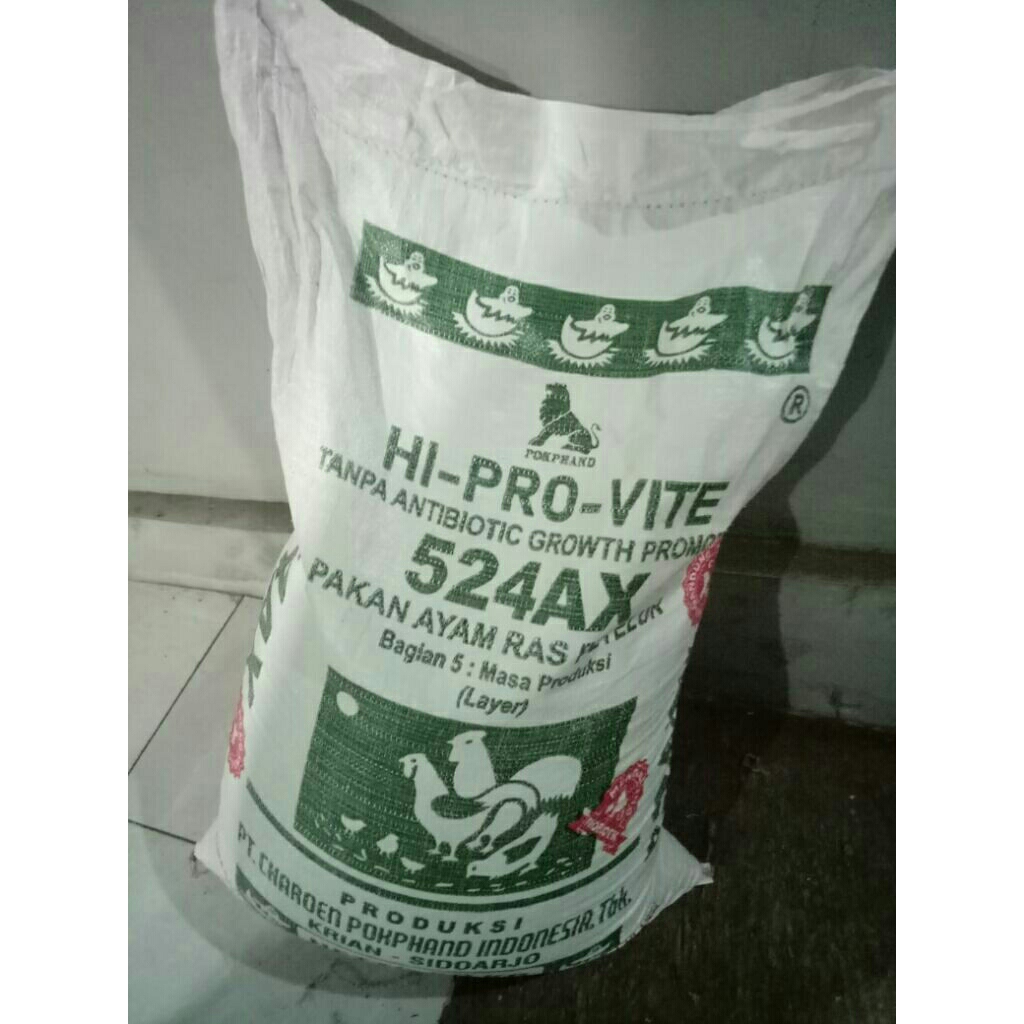 ®
POKPHAND
HI-PRO-VITE
TANPA ANTIBIOTIC GROWTH
524AX
PAKAN AYAM RAS
Bagian 5 : Masa Produksi
(Layer)
PRODUKSI
PT. CHAROEN POKPHAND INDONESIA, Tbk.
KRIAN - SIDOARJO